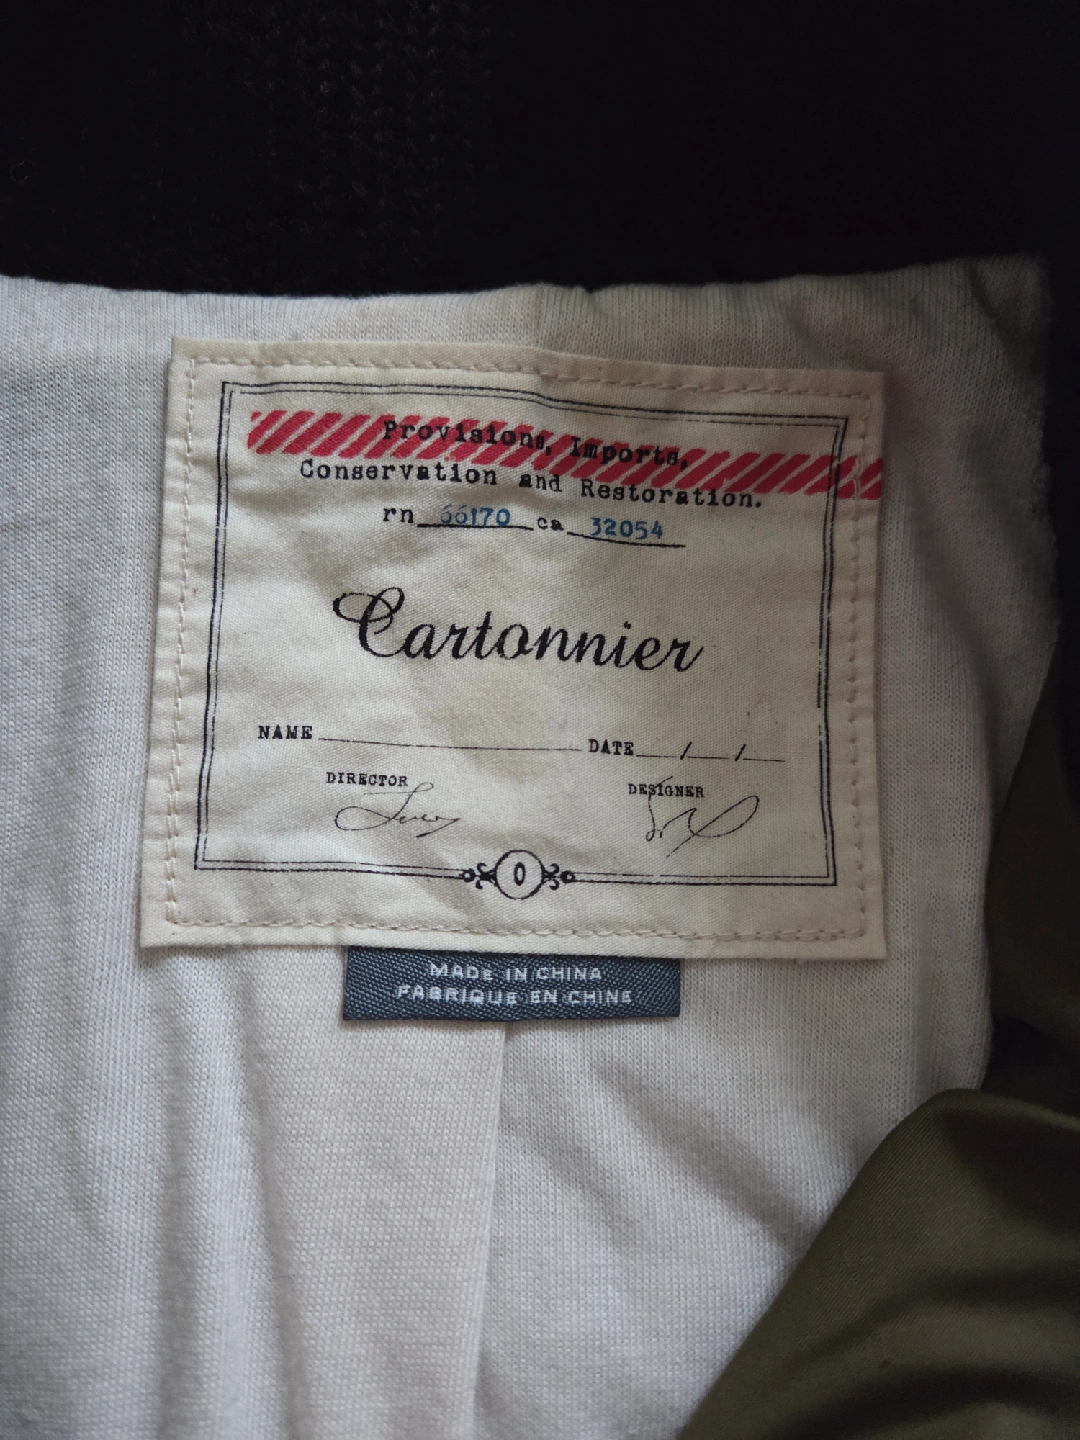 Provisions, Imports,
Conservation and Restoration.
rn 66170 ca 32054
Cartonnier
NAME DATE / /
DIRECTOR DESIGNER
0
MADE IN CHINA
FABRIQUE EN CHINE